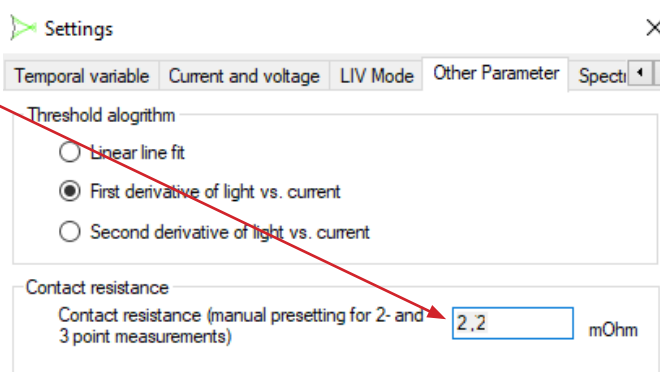 Settings
Temporal variable Current and voltage LIV Mode Other Parameter Spectr
Threshold alogrithm
Linear line fit
First derivative of light vs. current
Second derivative of light vs. current
Contact resistance
Contact resistance (manual presetting for 2- and
3 point measurements)
2,2 mOhm